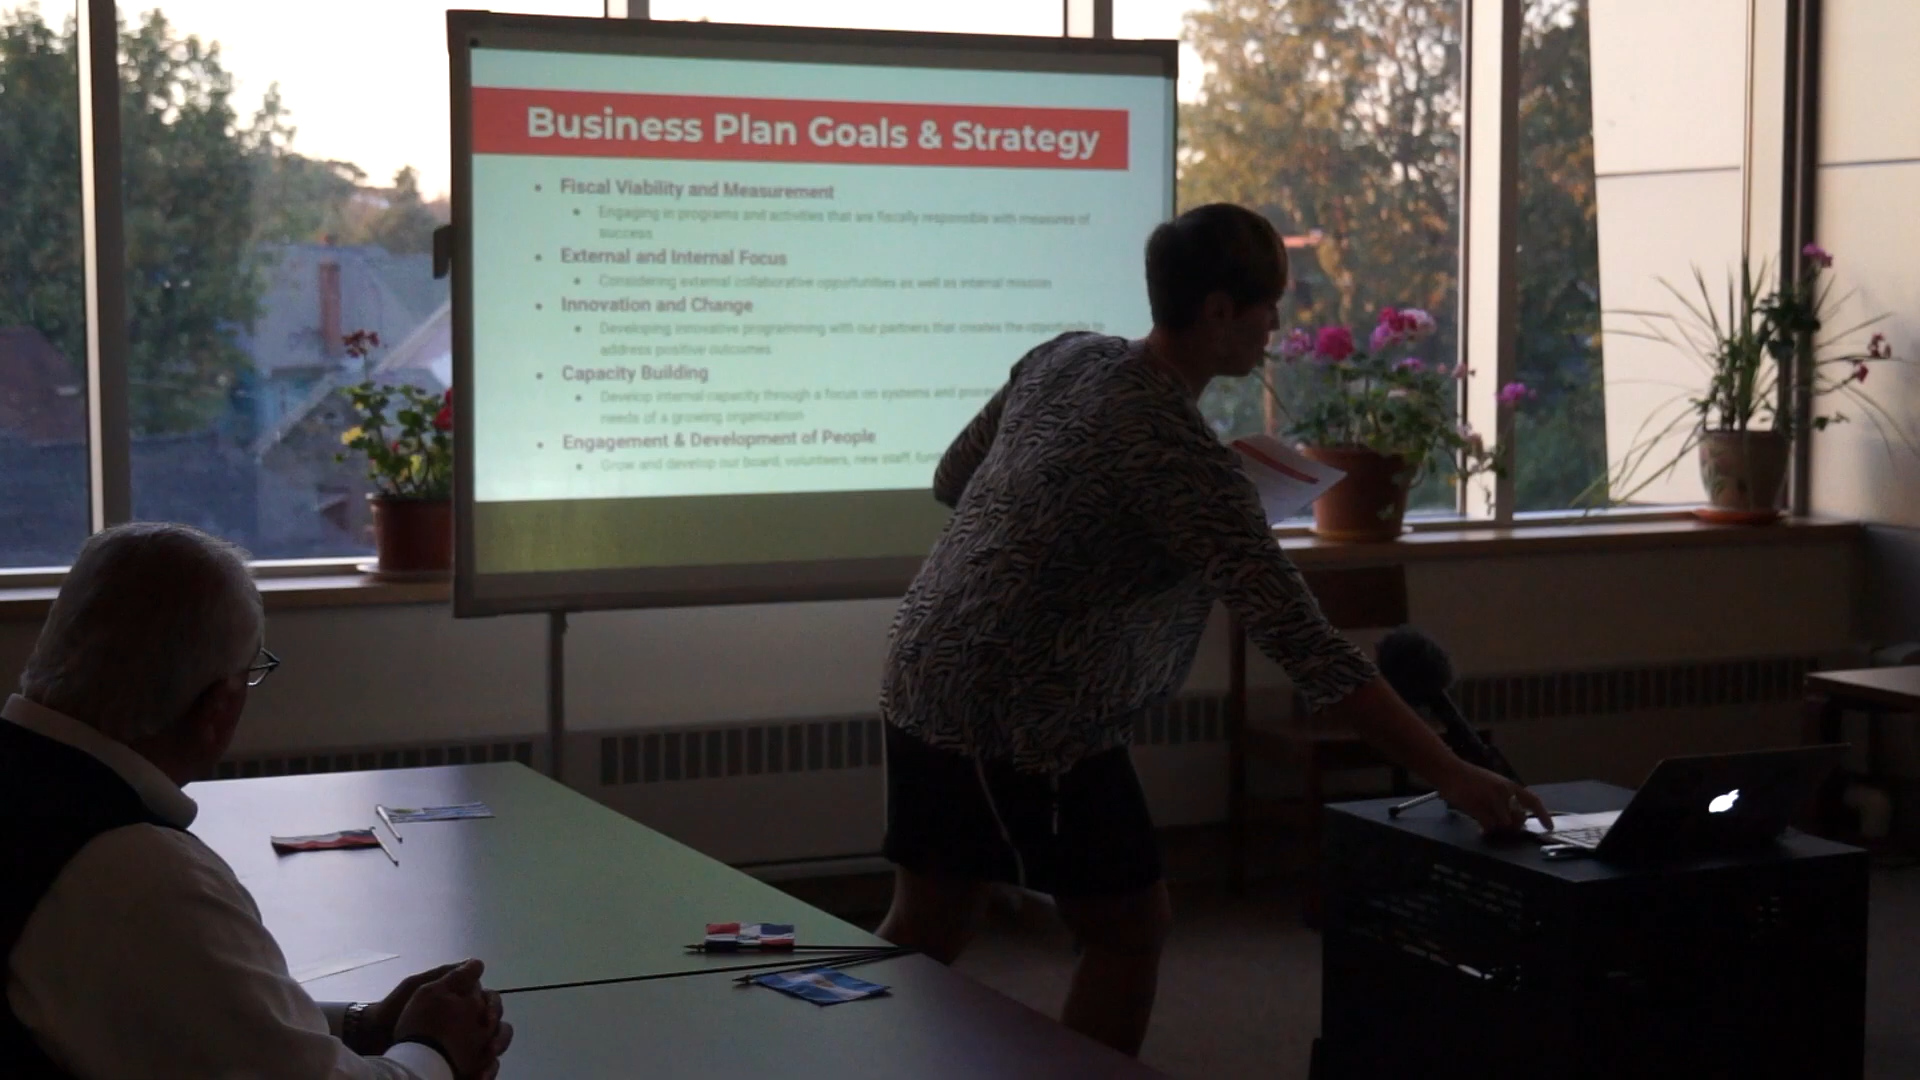 Business Plan Goals & Strategy
• Fiscal Viability and Measurement
• Engaging in programs and activities that are fiscally responsible with measures of
success
• External and Internal Focus
• Considering external collaborative opportunities as well as internal mission
• Innovation and Change
• Developing innovative programming with our partners that creates the opportunity to
address positive outcomes
• Capacity Building
• Develop internal capacity through a focus on systems and
needs of a growing organization
• Engagement & Development of People
• Grow and develop our board, volunteers, new staff,